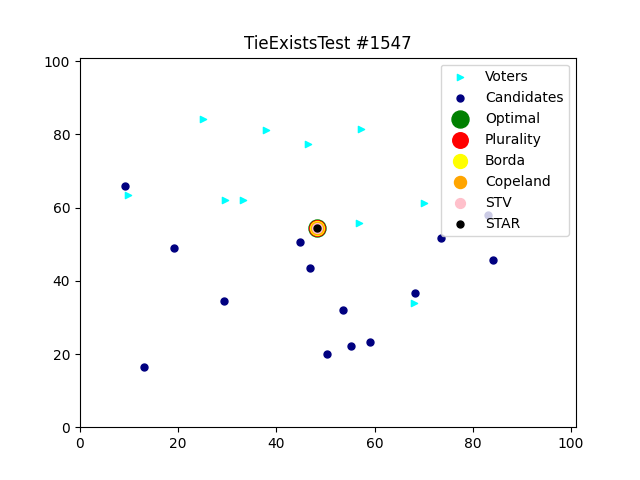 TieExistsTest #1547
100
80
60
40
20
0
0 20 40 60 80 100
Voters
Candidates
Optimal
Plurality
Borda
Copeland
STV
STAR